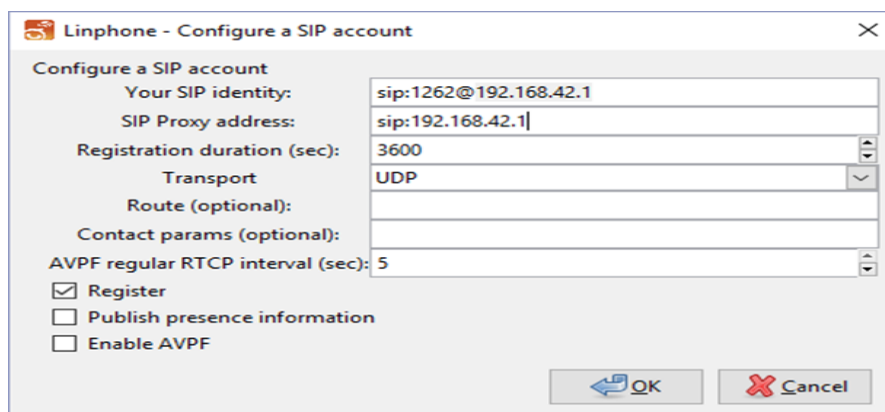 Linphone - Configure a SIP account
Configure a SIP account
Your SIP identity: sip:1262@192.168.42.1
SIP Proxy address: sip:192.168.42.1
Registration duration (sec): 3600
Transport UDP
Route (optional):
Contact params (optional):
AVPF regular RTCP interval (sec): 5
Register
Publish presence information
Enable AVPF
OK Cancel